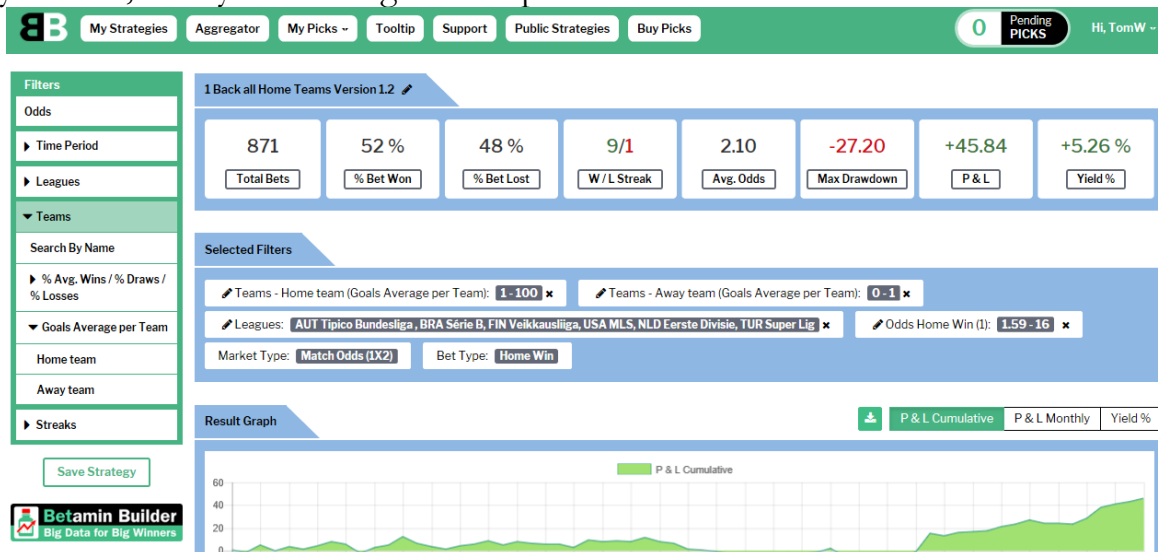 My Strategies Aggregator My Picks Tooltip Support Public Strategies Buy Picks 0 Pending PICKS Hi, TomW
Filters
Odds
Time Period
Leagues
Teams
Search By Name
% Avg. Wins / % Draws /
% Losses
Goals Average per Team
Home team
Away team
Streaks
Save Strategy
Betamin Builder
Big Data for Big Winners
1 Back all Home Teams Version 1.2
871 52 % 48 % 9/1 2.10 -27.20 +45.84 +5.26 %
Total Bets % Bet Won % Bet Lost W / L Streak Avg. Odds Max Drawdown P & L Yield %
Selected Filters
Teams - Home team (Goals Average per Team): 1 - 100 x Teams - Away team (Goals Average per Team): 0 - 1 x
Leagues: AUT Tipico Bundesliga , BRA Série B, FIN Veikkausliiga, USA MLS, NLD Eerste Divisie, TUR Super Lig x Odds Home Win (1): 1.59 - 16 x
Market Type: Match Odds (1X2) Bet Type: Home Win
Result Graph P & L Cumulative P & L Monthly Yield %
P & L Cumulative
60
40
20
0